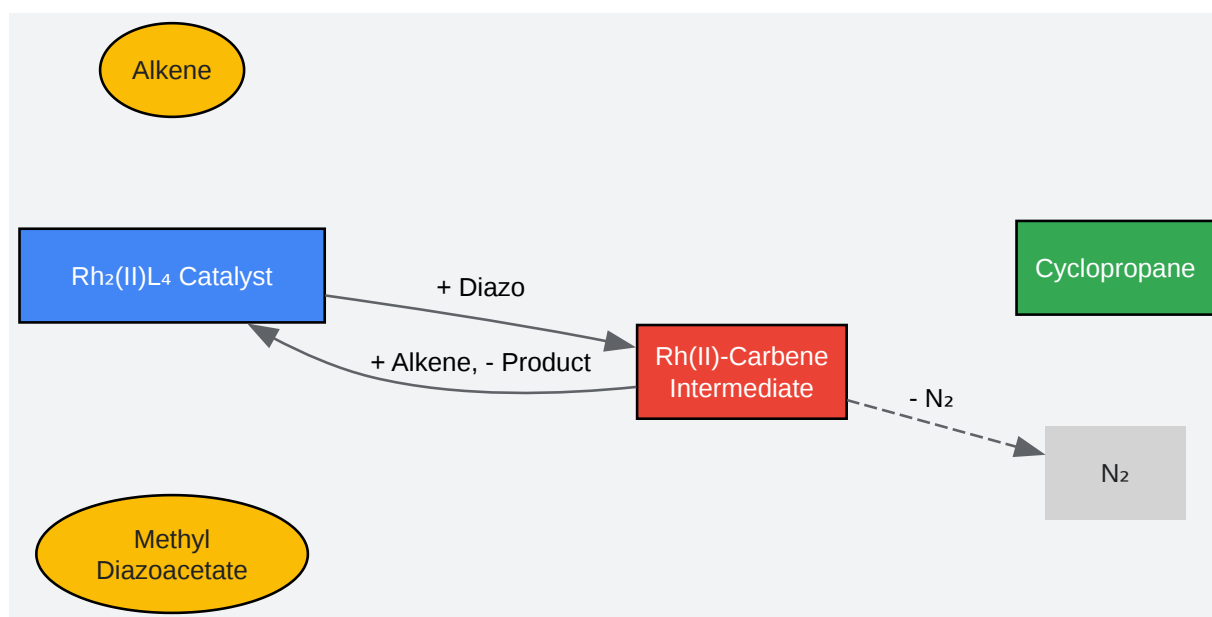 Alkene
Rh₂(II)L₄ Catalyst
+ Diazo
Cyclopropane
+ Alkene, - Product
Rh(II)-Carbene
Intermediate
- N₂
N₂
Methyl
Diazoacetate